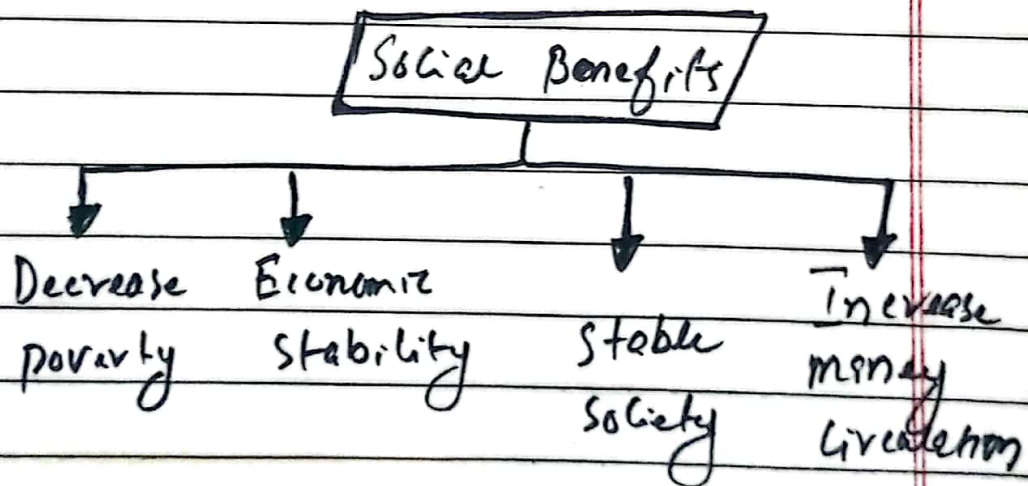 Social Benefits
Decrease
poverty
Economic
Stability
Stable
Society
Increase
money
Circulation